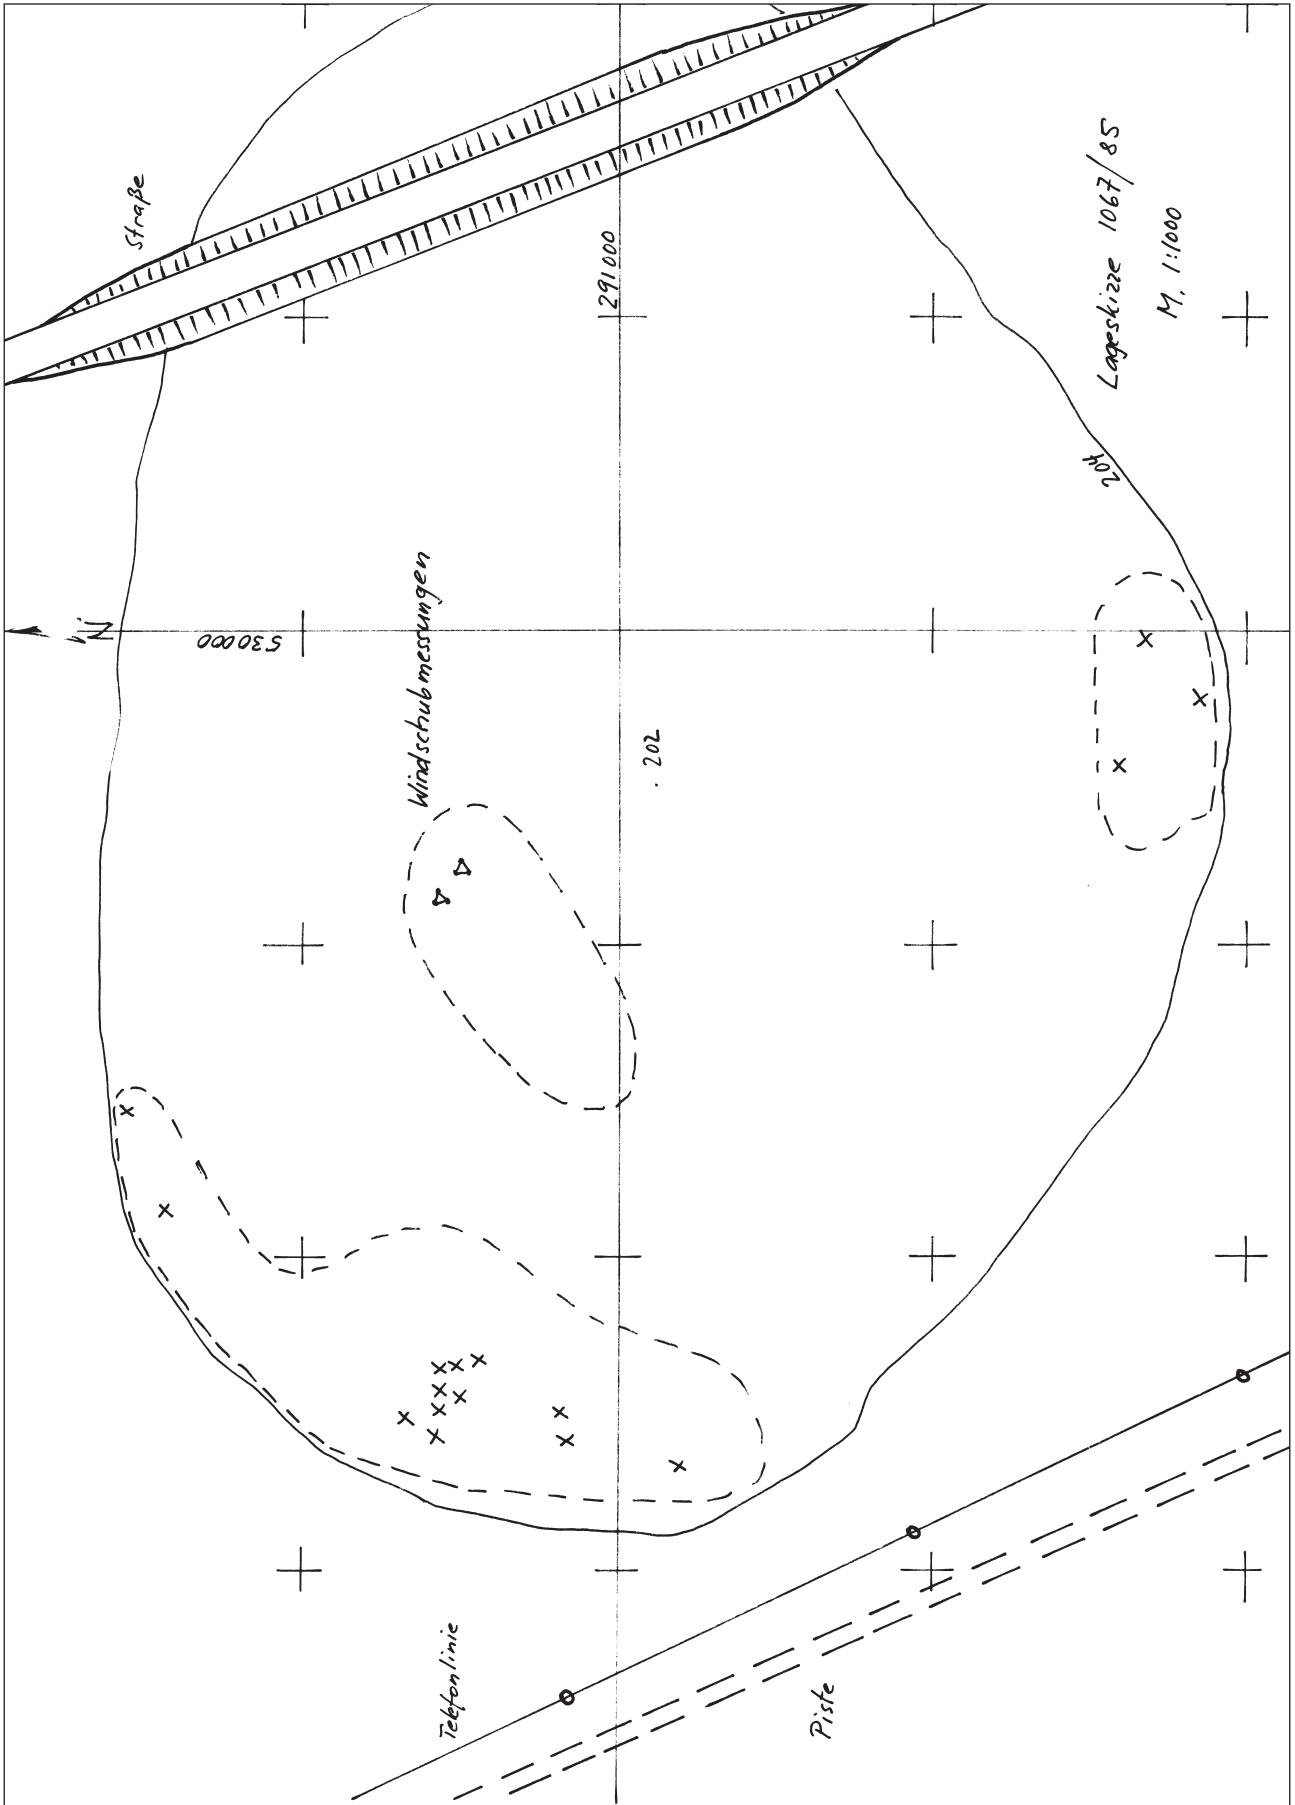 Straße
N
530000
291000
Lageskizze 1067/85
M. 1:1000
204
Windschubmessungen
. 202
Telefonlinie
Piste